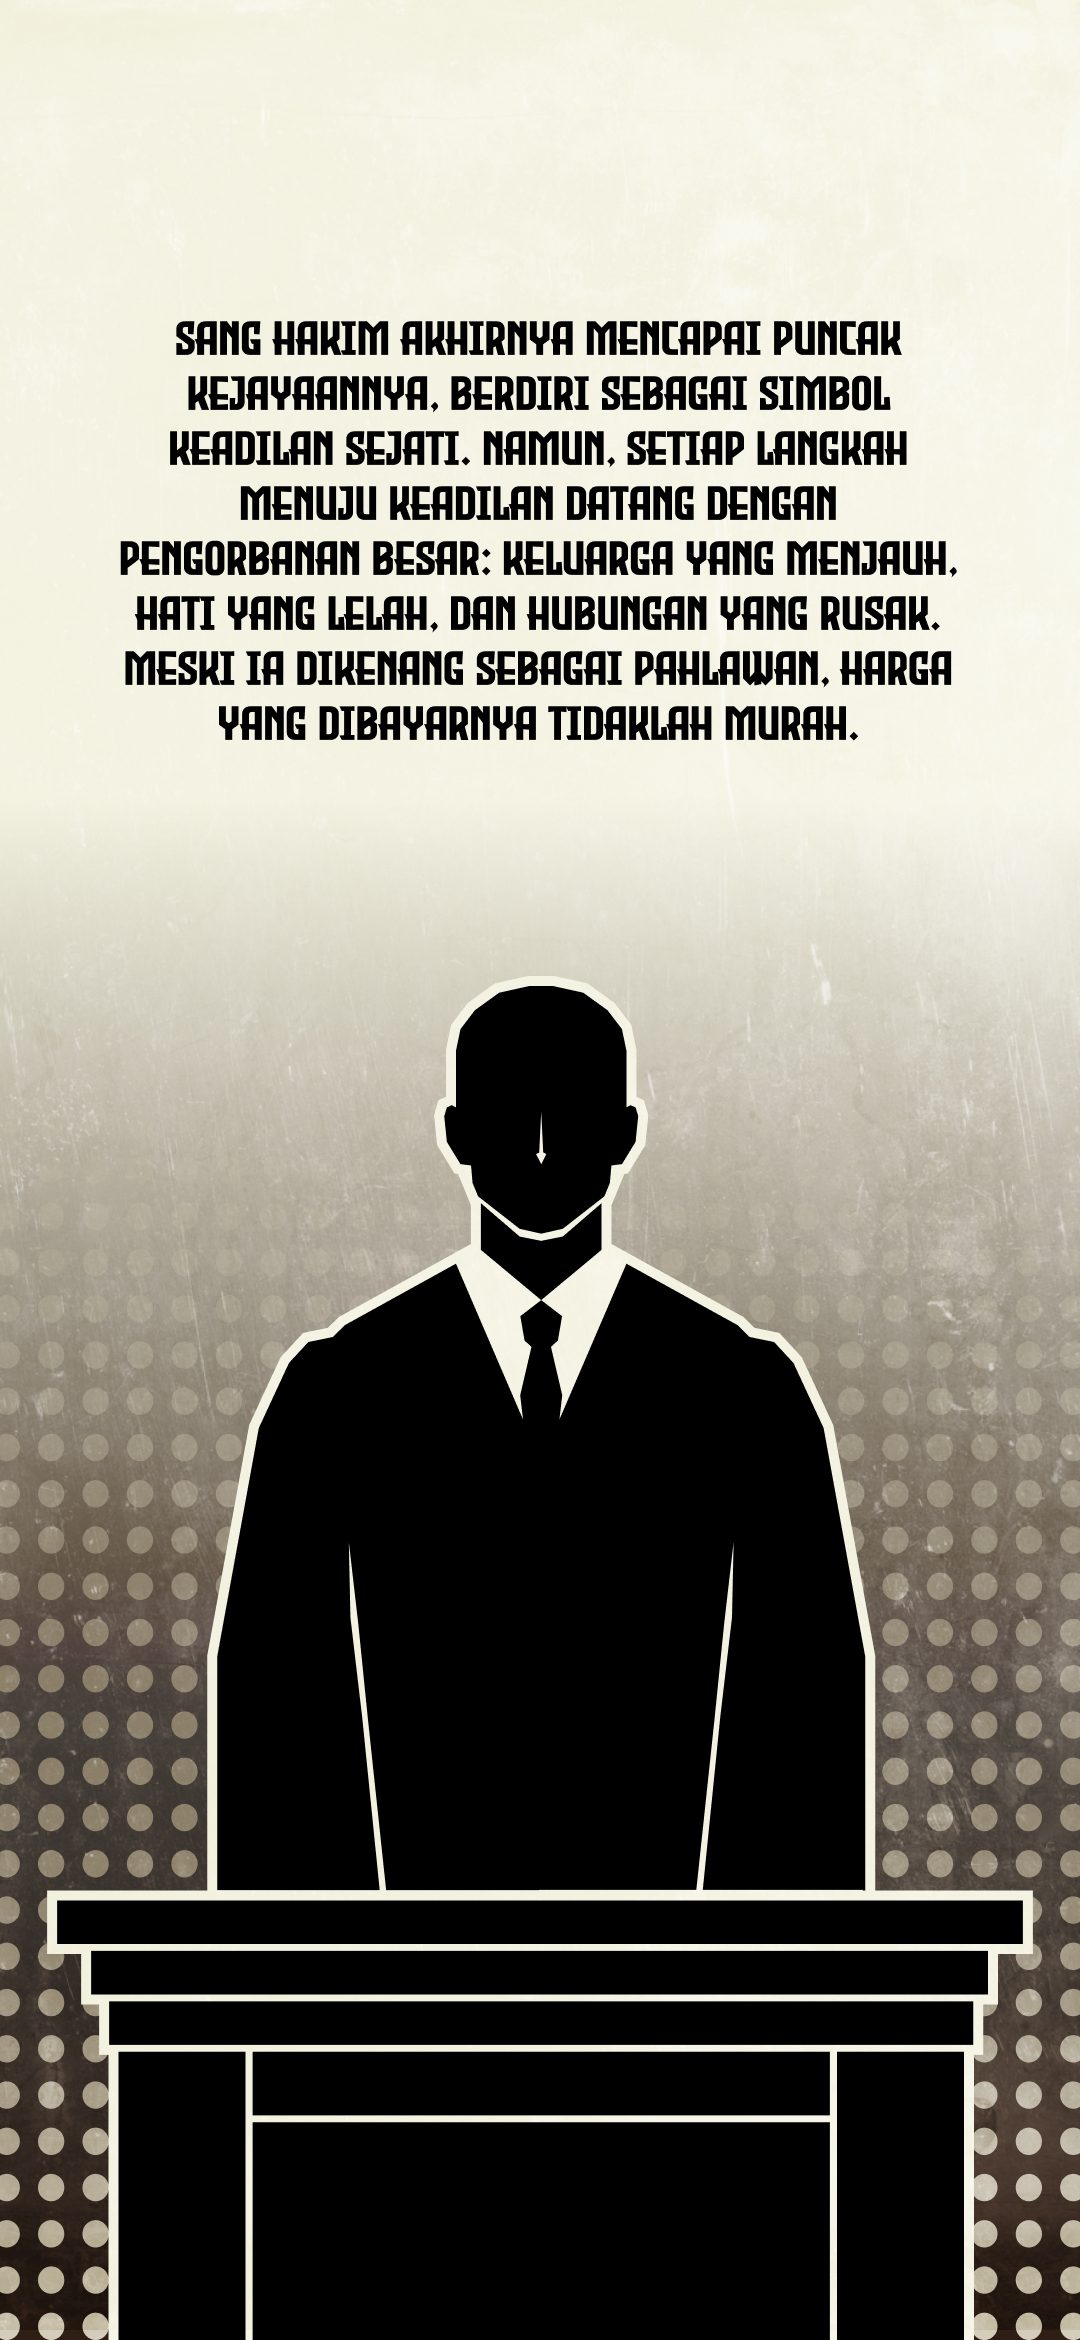 SANG HAKIM AKHIRNYA MENCAPAI PUNCAK
KEJAYAANNYA, BERDIRI SEBAGAI SIMBOL
KEADILAN SEJATI. NAMUN, SETIAP LANGKAH
MENUJU KEADILAN DATANG DENGAN
PENGORBANAN BESAR: KELUARGA YANG MENJAUH,
HATI YANG LELAH, DAN HUBUNGAN YANG RUSAK.
MESKI IA DIKENANG SEBAGAI PAHLAWAN, HARGA
YANG DIBAYARNYA TIDAKLAH MURAH.